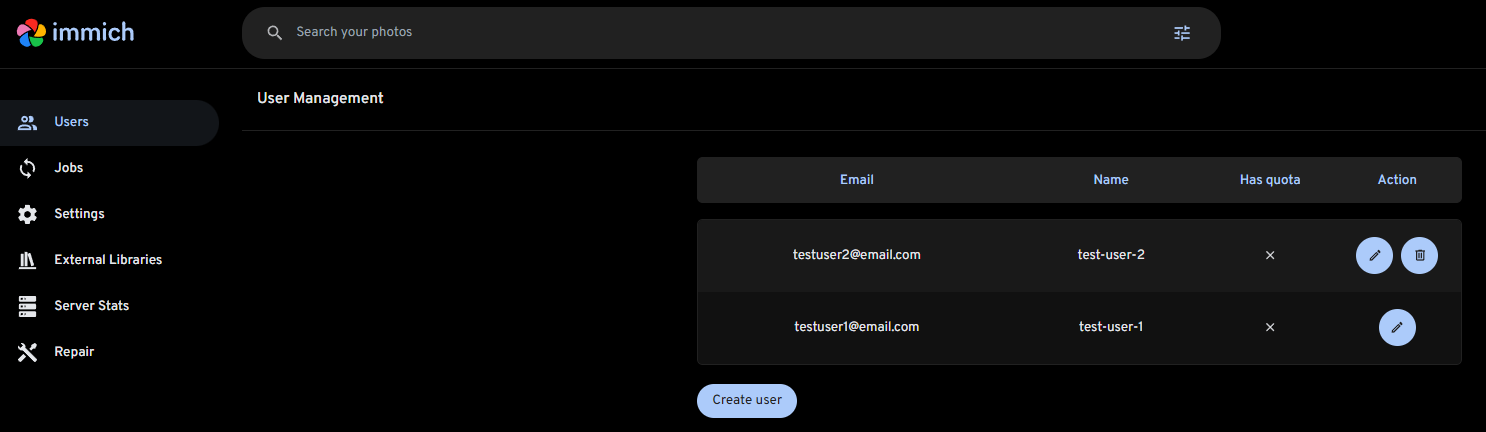 immich
Search your photos
User Management
Users
Jobs
Settings
External Libraries
Server Stats
Repair
Email Name Has quota Action
testuser2@email.com test-user-2
testuser1@email.com test-user-1
Create user